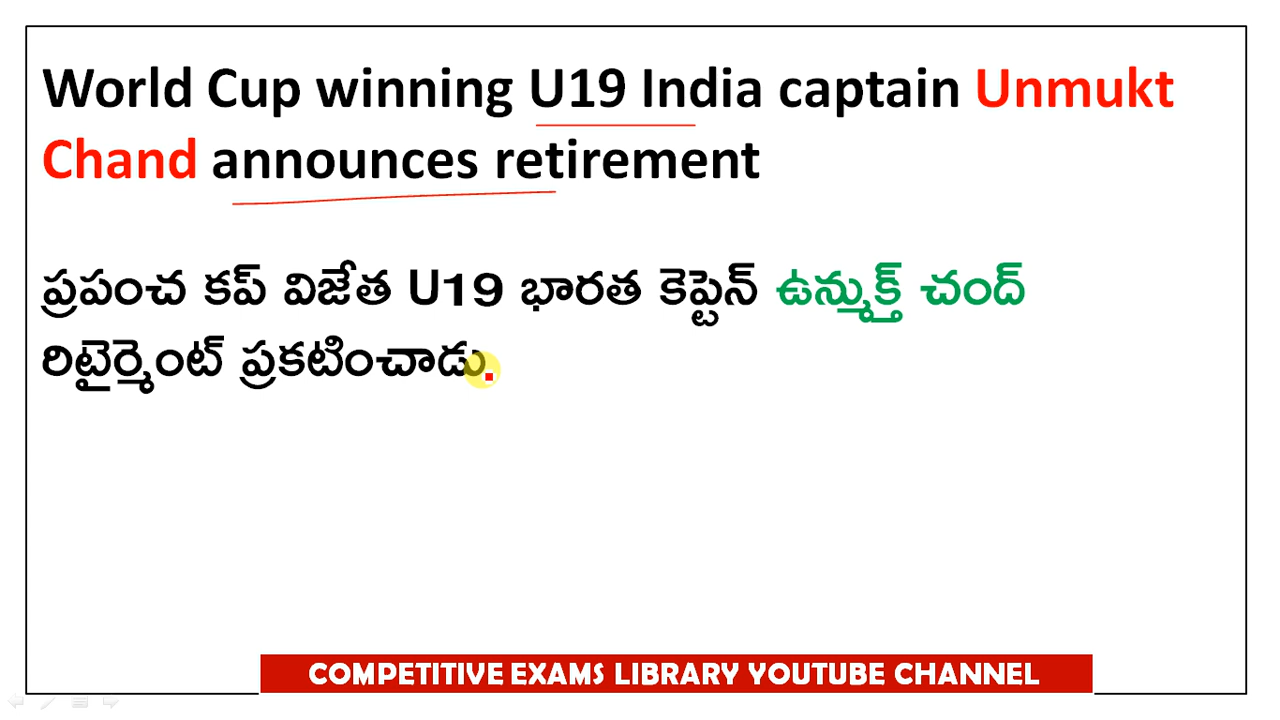 World Cup winning U19 India captain Unmukt
Chand announces retirement
ప్రపంచ కప్ విజేత U19 భారత కెప్టెన్ ఉన్ముక్త్ చంద్
రిటైర్మెంట్ ప్రకటించాడు.
COMPETITIVE EXAMS LIBRARY YOUTUBE CHANNEL